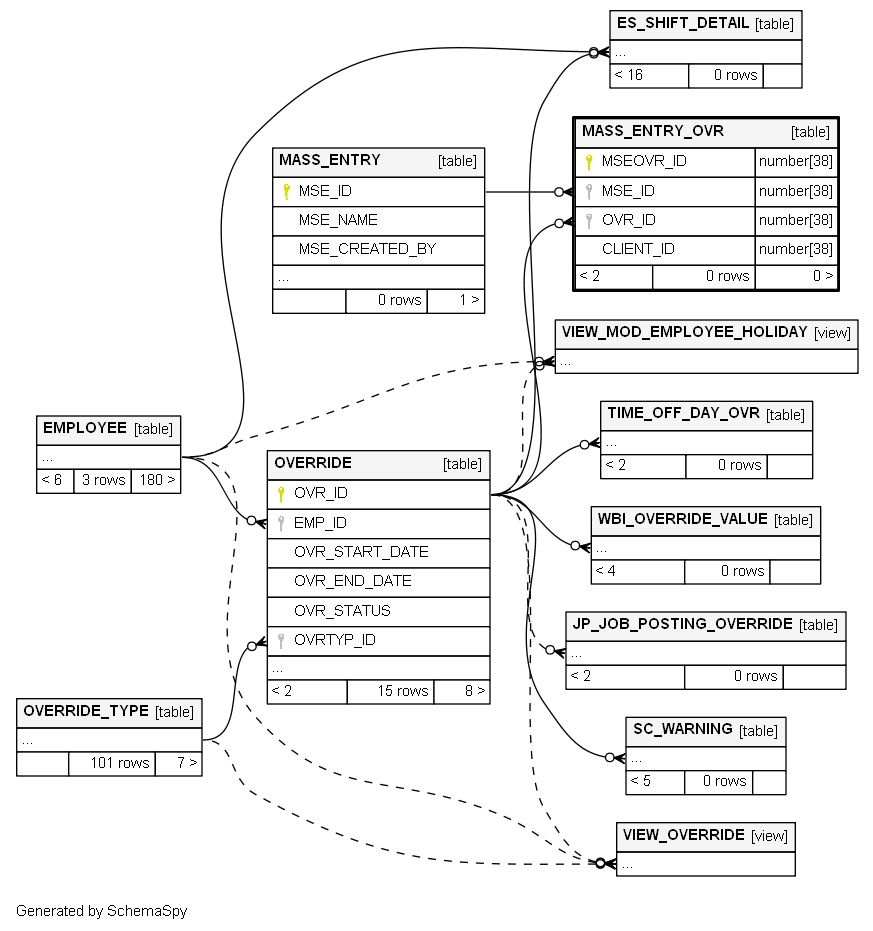 ES_SHIFT_DETAIL [table]
...
< 16 0 rows
MASS_ENTRY_OVR [table]
MSEOVR_ID number[38]
MSE_ID number[38]
OVR_ID number[38]
CLIENT_ID number[38]
< 2 0 rows 0 >
MASS_ENTRY [table]
MSE_ID
MSE_NAME
MSE_CREATED_BY
...
0 rows 1 >
VIEW_MOD_EMPLOYEE_HOLIDAY [view]
...
TIME_OFF_DAY_OVR [table]
...
< 2 0 rows
EMPLOYEE [table]
...
< 6 3 rows 180 >
OVERRIDE [table]
OVR_ID
EMP_ID
OVR_START_DATE
OVR_END_DATE
OVR_STATUS
OVRTYP_ID
...
< 2 15 rows 8 >
WBI_OVERRIDE_VALUE [table]
...
< 4 0 rows
JP_JOB_POSTING_OVERRIDE [table]
...
< 2 0 rows
OVERRIDE_TYPE [table]
...
101 rows 7 >
SC_WARNING [table]
...
< 5 0 rows
VIEW_OVERRIDE [view]
...
Generated by SchemaSpy